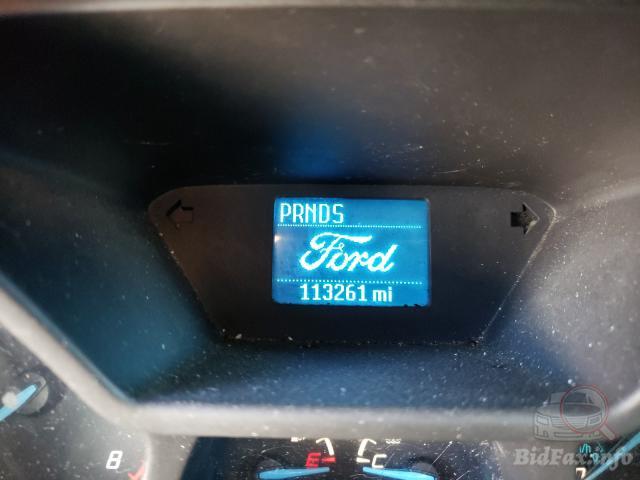 PRNDS
Ford
113261 mi
8
E
C
BidFax.info